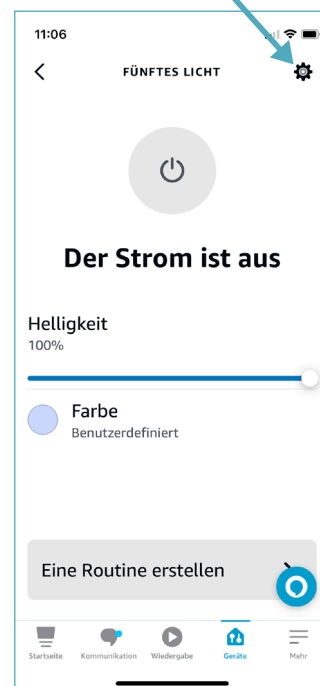 11:06
FÜNFTES LICHT
Der Strom ist aus
Helligkeit
100%
Farbe
Benutzerdefiniert
Eine Routine erstellen
Startseite Kommunikation Wiedergabe Geräte Mehr